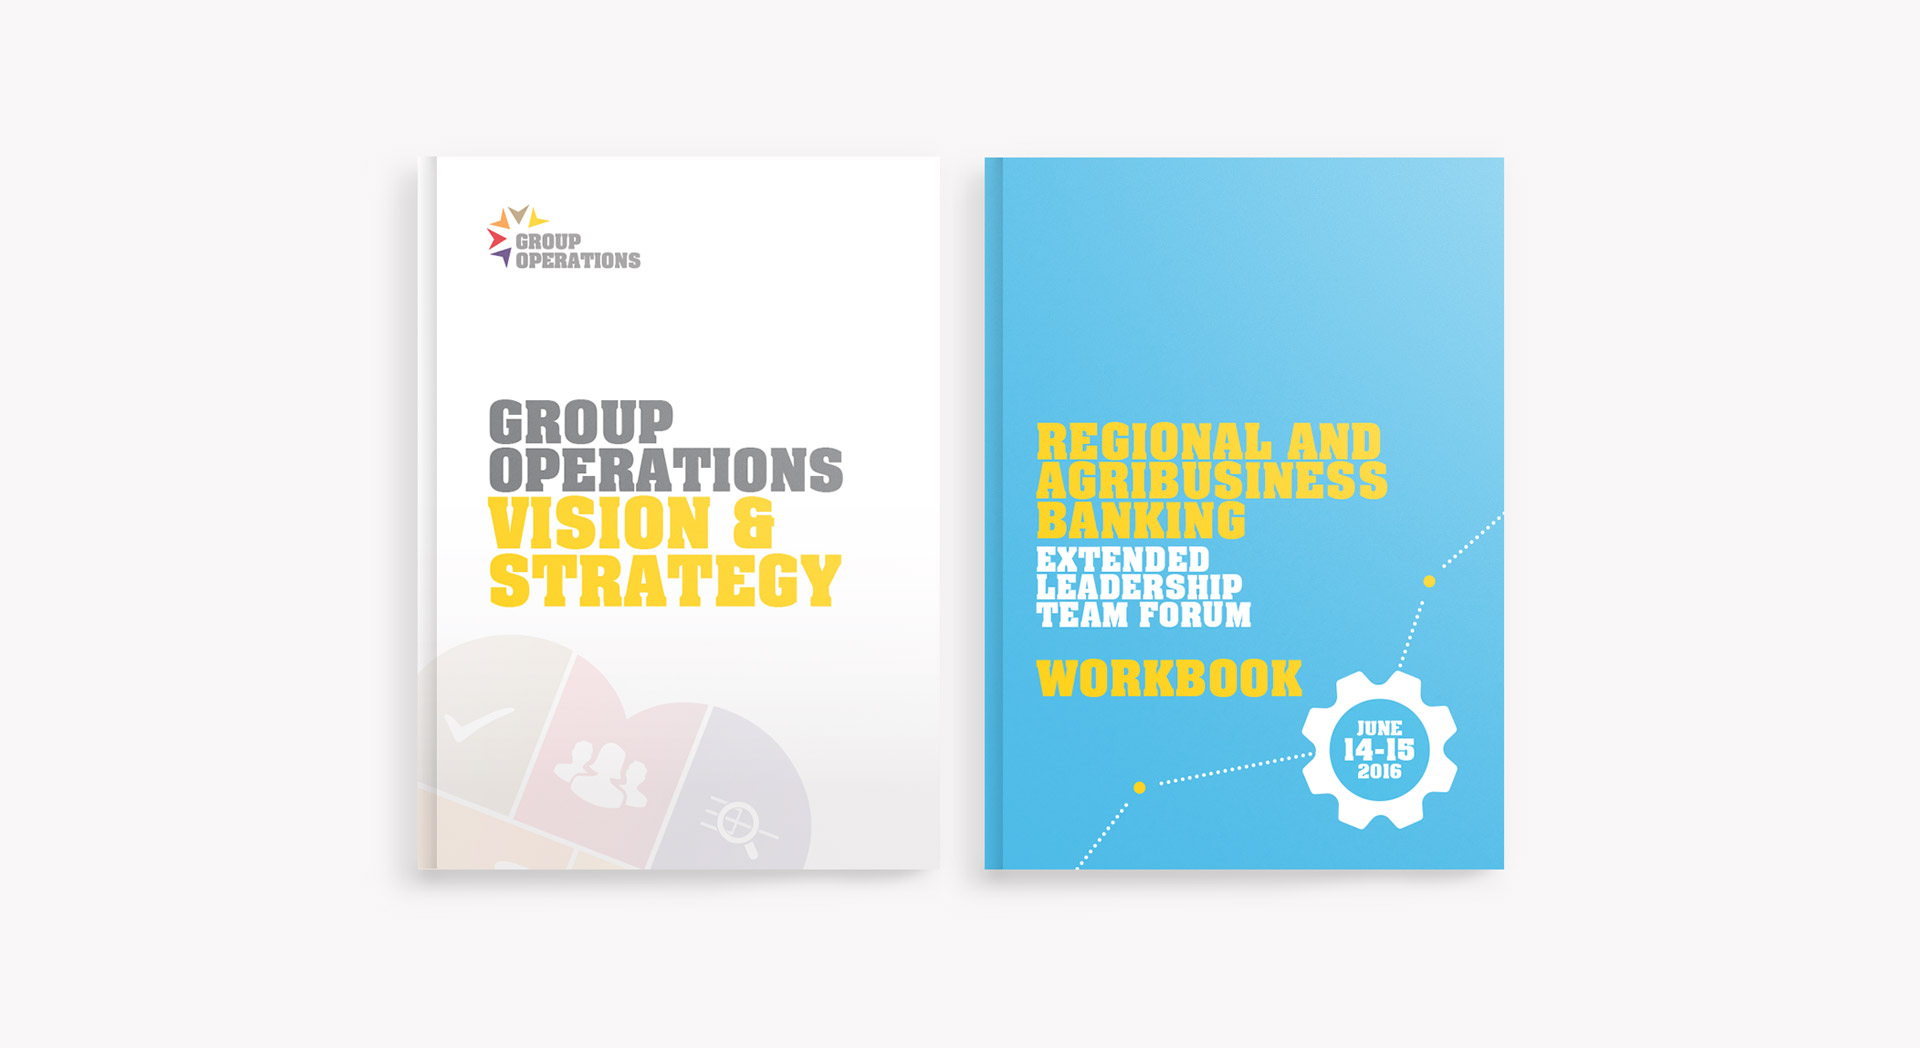 GROUP
OPERATIONS
GROUP
OPERATIONS
VISION &
STRATEGY
REGIONAL AND
AGRIBUSINESS
BANKING
EXTENDED
LEADERSHIP
TEAM FORUM
WORKBOOK
JUNE
14-15
2016